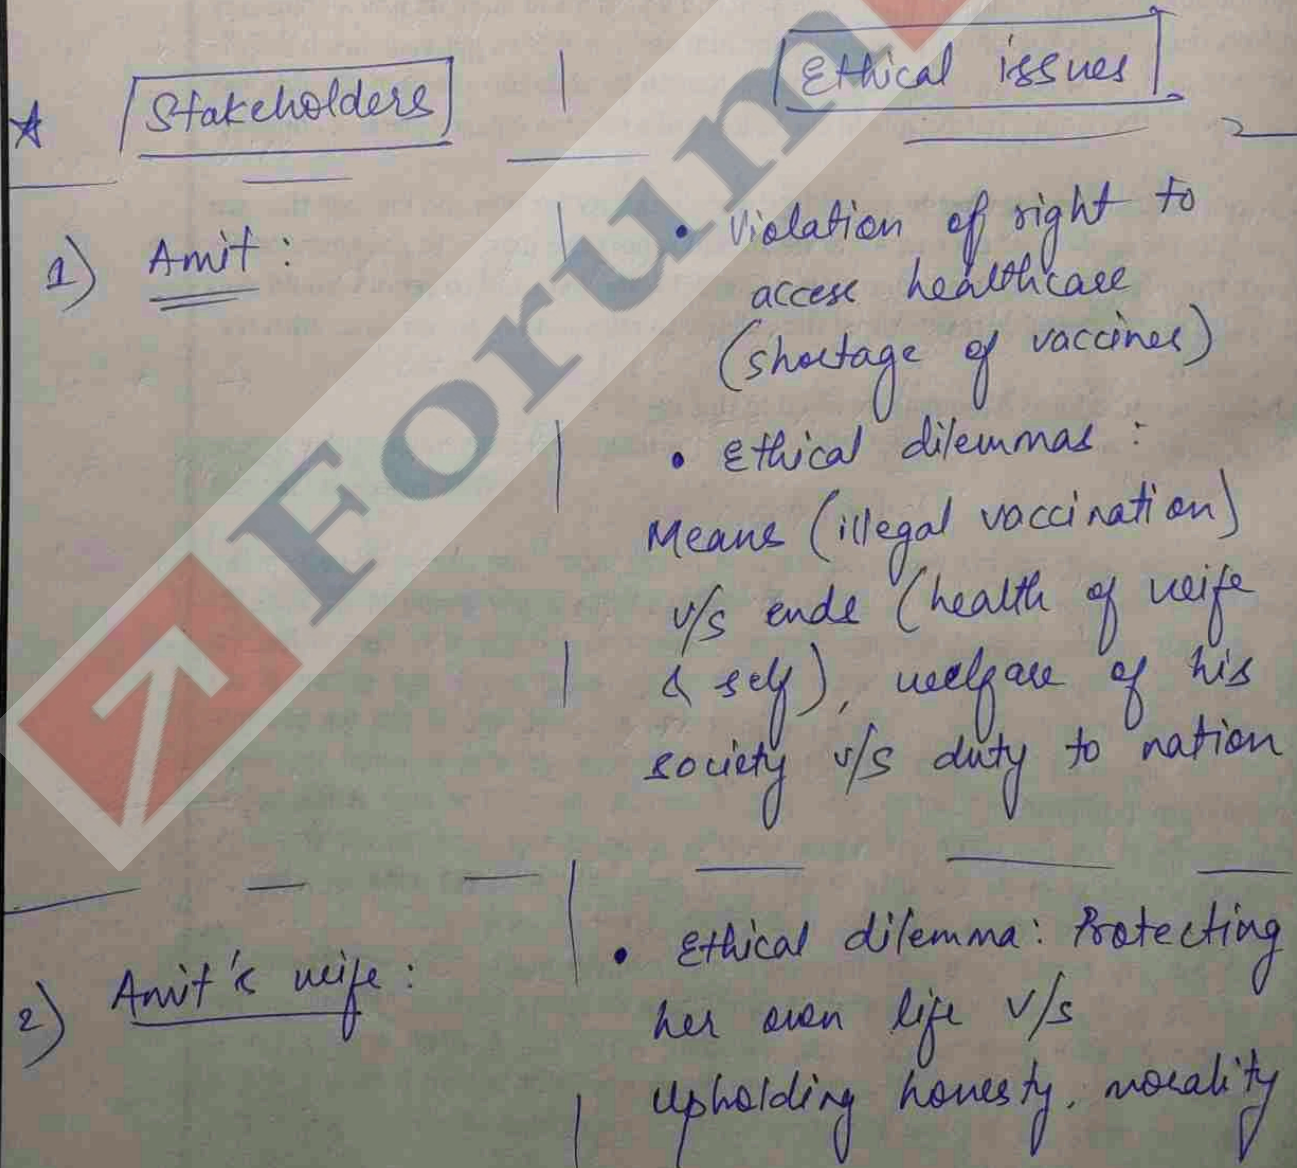 Stakeholders
Ethical issues
1) Amit :
• Violation of right to
access healthcare
(shortage of vaccines)
• Ethical dilemmas :
Means (illegal vaccination)
v/s ends (health of wife
& self), welfare of his
society v/s duty to nation
2) Amit's wife :
• Ethical dilemma : Protecting
her own life v/s
Upholding honesty, morality
Forum